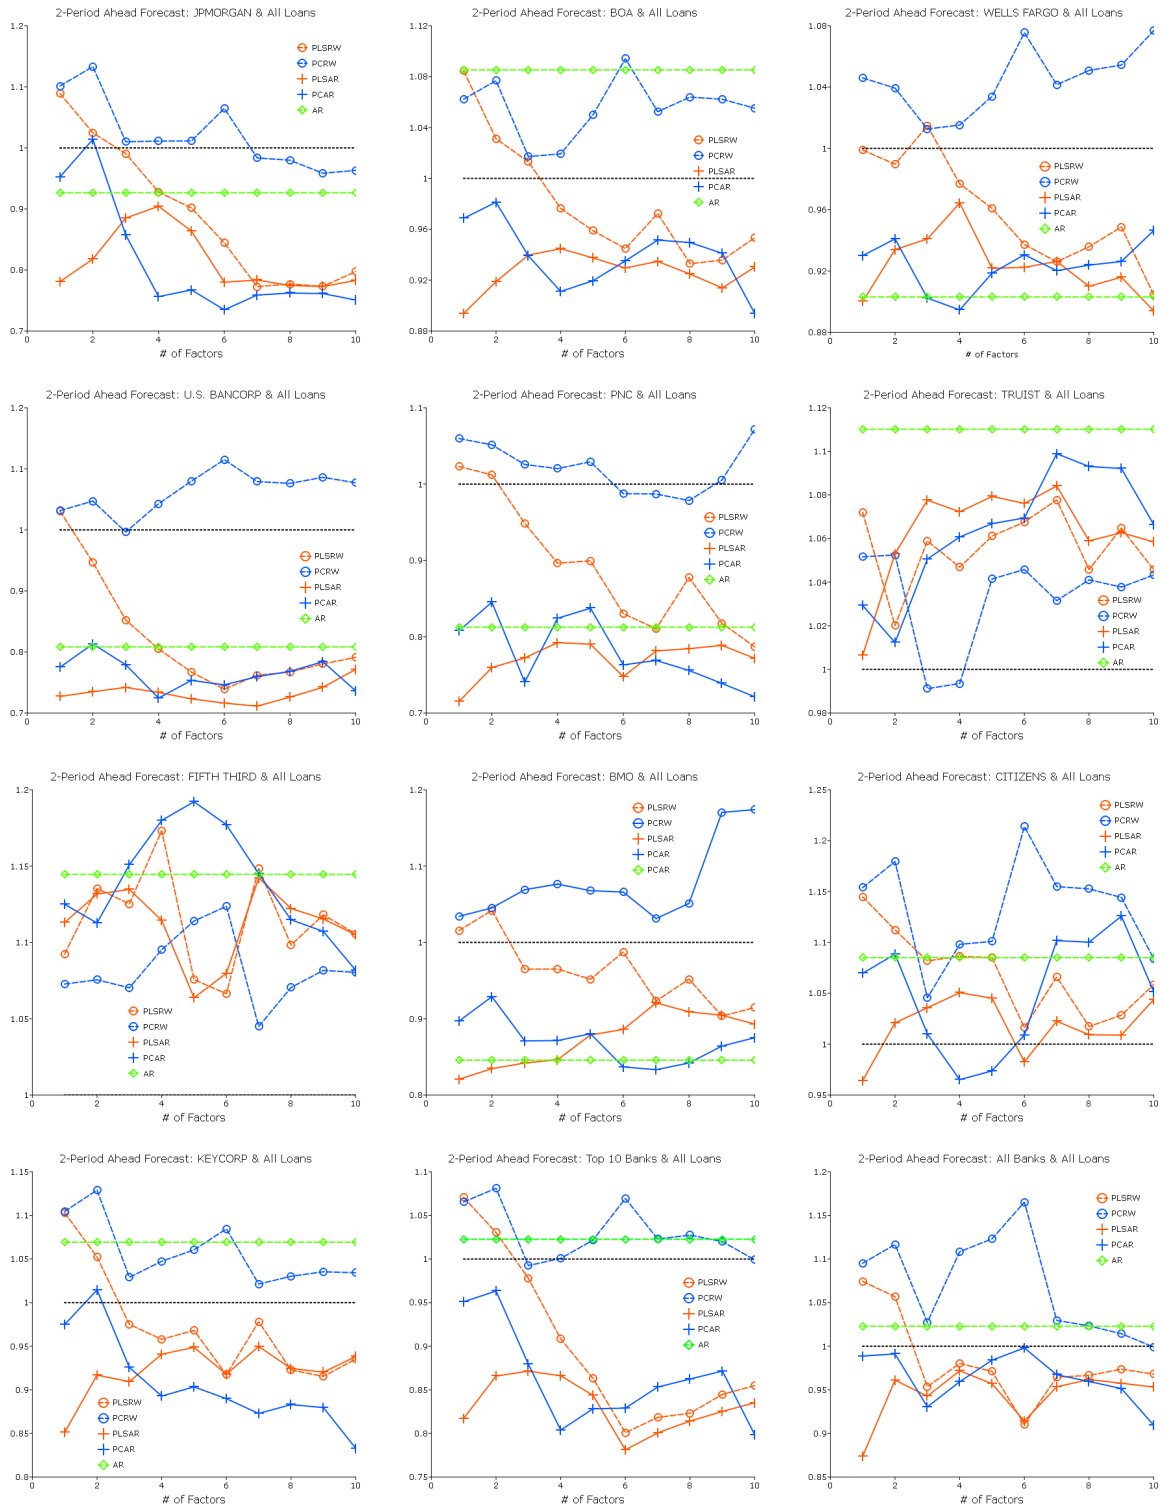 2-Period Ahead Forecast: JPMORGAN & All Loans
1.2
1.1
1
0.9
0.8
0.7
0
2
4
6
8
10
# of Factors
PLSRW
PCRW
PLSAR
PCAR
AR
2-Period Ahead Forecast: BOA & All Loans
1.12
1.08
1.04
1
0.96
0.92
0.88
0
2
4
6
8
10
# of Factors
PLSRW
PCRW
PLSAR
PCAR
AR
2-Period Ahead Forecast: WELLS FARGO & All Loans
1.08
1.04
1
0.96
0.92
0.88
0
2
4
6
8
10
# of Factors
PLSRW
PCRW
PLSAR
PCAR
AR
2-Period Ahead Forecast: U.S. BANCORP & All Loans
1.2
1.1
1
0.9
0.8
0.7
0
2
4
6
8
10
# of Factors
PLSRW
PCRW
PLSAR
PCAR
AR
2-Period Ahead Forecast: PNC & All Loans
1.1
1
0.9
0.8
0.7
0
2
4
6
8
10
# of Factors
PLSRW
PCRW
PLSAR
PCAR
AR
2-Period Ahead Forecast: TRUIST & All Loans
1.12
1.1
1.08
1.06
1.04
1.02
1
0.98
0
2
4
6
8
10
# of Factors
PLSRW
PCRW
PLSAR
PCAR
AR
2-Period Ahead Forecast: FIFTH THIRD & All Loans
1.2
1.15
1.1
1.05
1
0
2
4
6
8
10
# of Factors
PLSRW
PCRW
PLSAR
PCAR
AR
2-Period Ahead Forecast: BMO & All Loans
1.2
1.1
1
0.9
0.8
0
2
4
6
8
10
# of Factors
PLSRW
PCRW
PLSAR
PCAR
PCAR
2-Period Ahead Forecast: CITIZENS & All Loans
1.25
1.2
1.15
1.1
1.05
1
0.95
0
2
4
6
8
10
# of Factors
PLSRW
PCRW
PLSAR
PCAR
AR
2-Period Ahead Forecast: KEYCORP & All Loans
1.15
1.1
1.05
1
0.95
0.9
0.85
0.8
0
2
4
6
8
10
# of Factors
PLSRW
PCRW
PLSAR
PCAR
AR
2-Period Ahead Forecast: Top 10 Banks & All Loans
1.1
1.05
1
0.95
0.9
0.85
0.8
0.75
0
2
4
6
8
10
# of Factors
PLSRW
PCRW
PLSAR
PCAR
AR
2-Period Ahead Forecast: All Banks & All Loans
1.2
1.15
1.1
1.05
1
0.95
0.9
0.85
0
2
4
6
8
10
# of Factors
PLSRW
PCRW
PLSAR
PCAR
AR